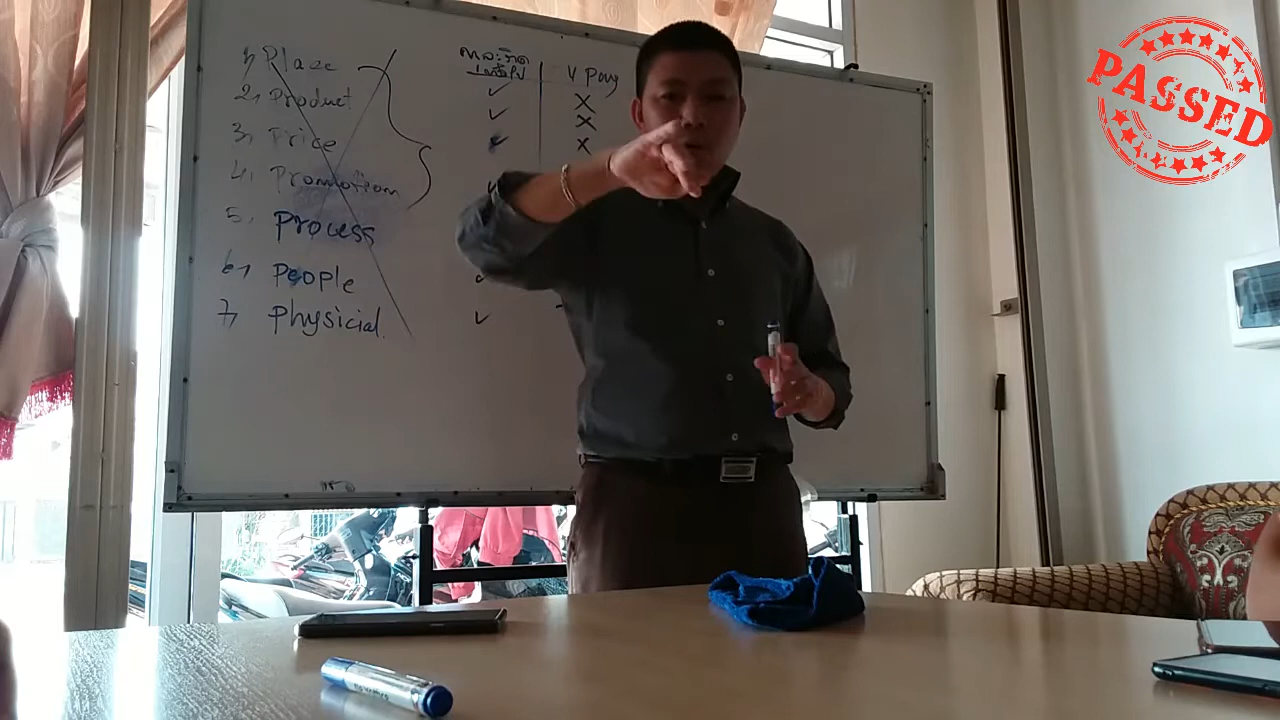 PASSED
1, Place
2, Product
3, Price
4, Promotion
5, Process
6, People
7, Physicial.